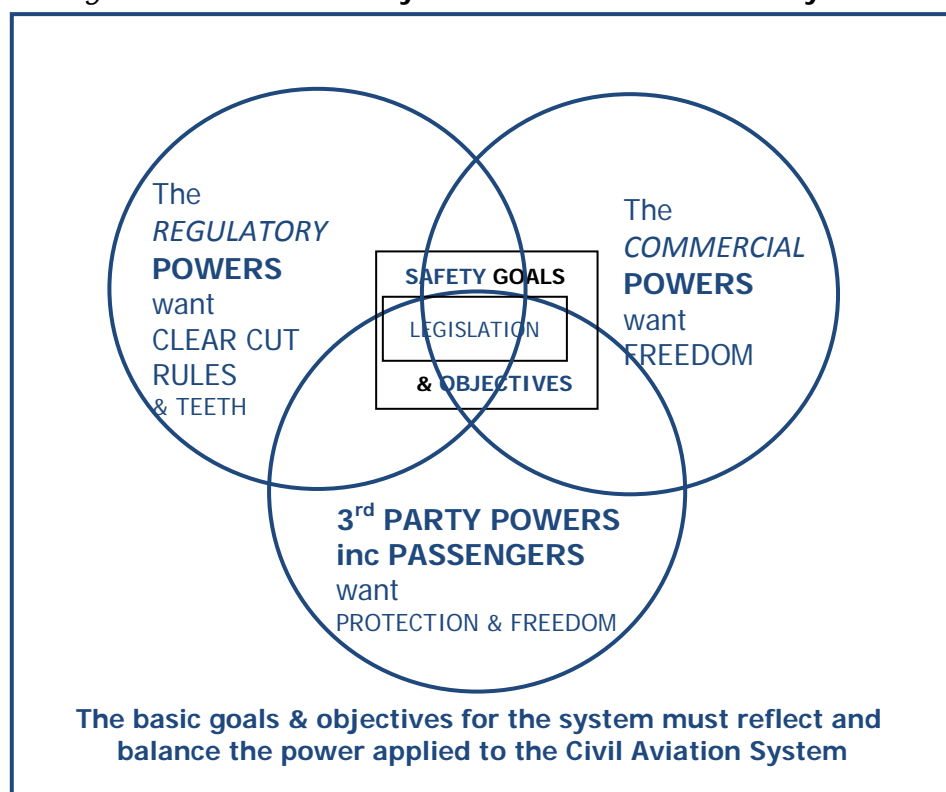 The
REGULATORY
POWERS
want
CLEAR CUT
RULES
& TEETH
The
COMMERCIAL
POWERS
want
FREEDOM
SAFETY GOALS
LEGISLATION
& OBJECTIVES
3rd PARTY POWERS
inc PASSENGERS
want
PROTECTION & FREEDOM
The basic goals & objectives for the system must reflect and
balance the power applied to the Civil Aviation System